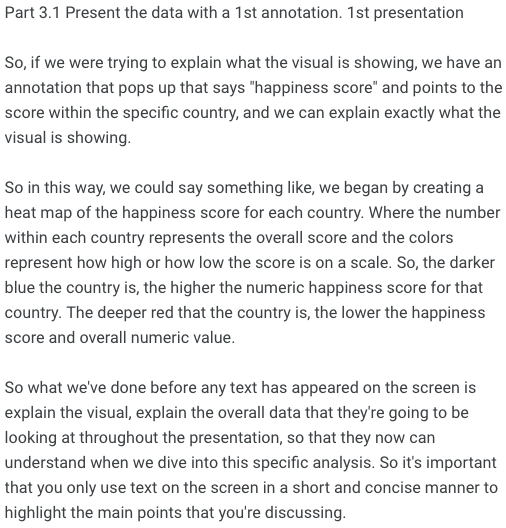 Part 3.1 Present the data with a 1st annotation. 1st presentation
So, if we were trying to explain what the visual is showing, we have an
annotation that pops up that says "happiness score" and points to the
score within the specific country, and we can explain exactly what the
visual is showing.
So in this way, we could say something like, we began by creating a
heat map of the happiness score for each country. Where the number
within each country represents the overall score and the colors
represent how high or how low the score is on a scale. So, the darker
blue the country is, the higher the numeric happiness score for that
country. The deeper red that the country is, the lower the happiness
score and overall numeric value.
So what we've done before any text has appeared on the screen is
explain the visual, explain the overall data that they're going to be
looking at throughout the presentation, so that they now can
understand when we dive into this specific analysis. So it's important
that you only use text on the screen in a short and concise manner to
highlight the main points that you're discussing.